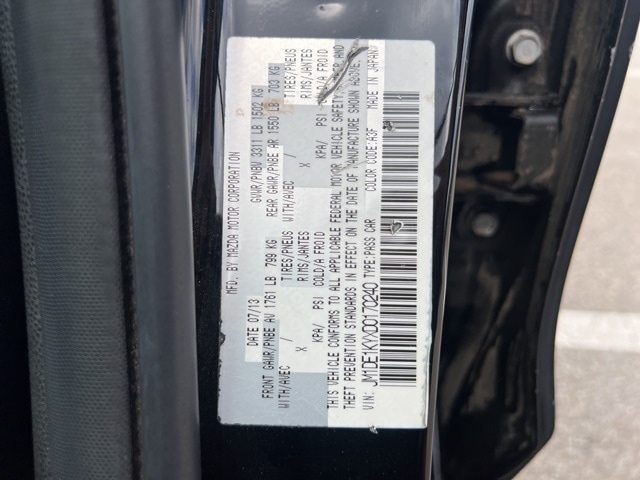 MFD. BY MAZDA MOTOR CORPORATION
DATE 07/13 GVWR/PNBV 3311 LB 1502 KG
FRONT GAWR/PNBE AV 1761 LB 799 KG REAR GAWR/PNBE AR 1550 LB 703 KG
WITH/AVEC TIRES/PNEUS WITH/AVEC TIRES/PNEUS
X RIMS/JANTES X RIMS/JANTES
KPA/ PSI COLD/A FROID KPA/ PSI COLD/A FROID
THIS VEHICLE CONFORMS TO ALL APPLICABLE FEDERAL MOTOR VEHICLE SAFETY, AND
THEFT PREVENTION STANDARDS IN EFFECT ON THE DATE OF MANUFACTURE SHOWN ABOVE.
VIN: JM1DE1KYXD0170240 TYPE:PASS CAR COLOR CODE:A3F MADE IN JAPAN